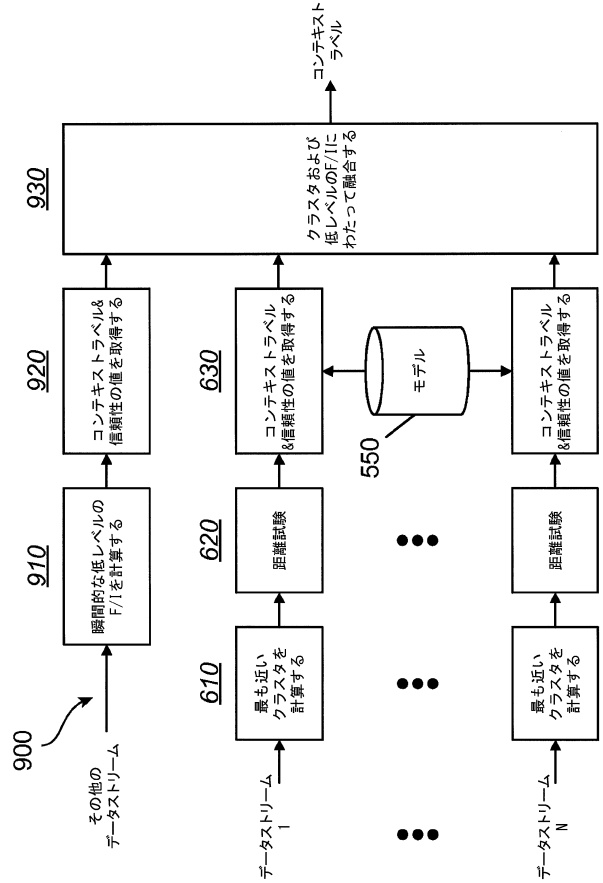 900
その他の
データストリーム
910
瞬間的な低レベルの
F/Iを計算する
920
コンテキストラベル&
信頼性の値を取得する
930
クラスタおよび
低レベルのF/Iに
わたって融合する
コンテキスト
ラベル
データストリーム
1
610
最も近い
クラスタを
計算する
620
距離試験
630
コンテキストラベル
&信頼性の値を取得する
550
モデル
データストリーム
N
最も近い
クラスタを
計算する
距離試験
コンテキストラベル
&信頼性の値を取得する